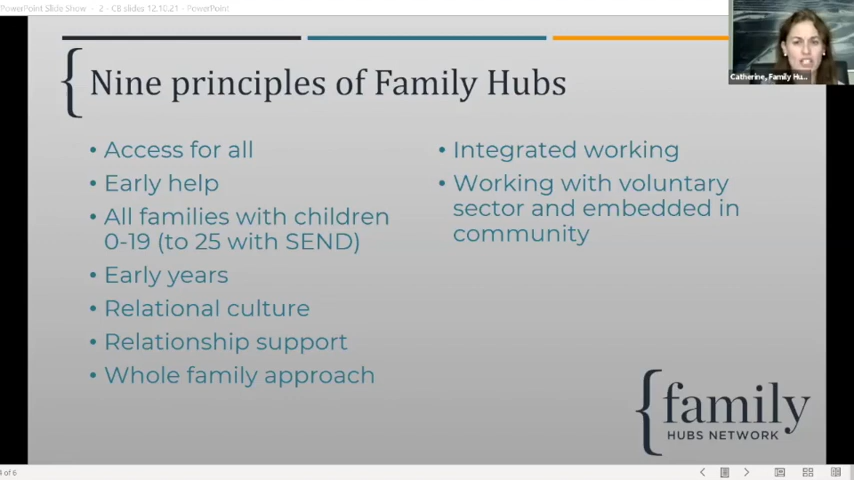 PowerPoint Slide Show - 2 - CB slides 12.10.21 - PowerPoint
Catherine, Family Hu...
Nine principles of Family Hubs
• Access for all
• Early help
• All families with children
0-19 (to 25 with SEND)
• Early years
• Relational culture
• Relationship support
• Whole family approach
• Integrated working
• Working with voluntary
sector and embedded in
community
family
HUBS NETWORK
of 6